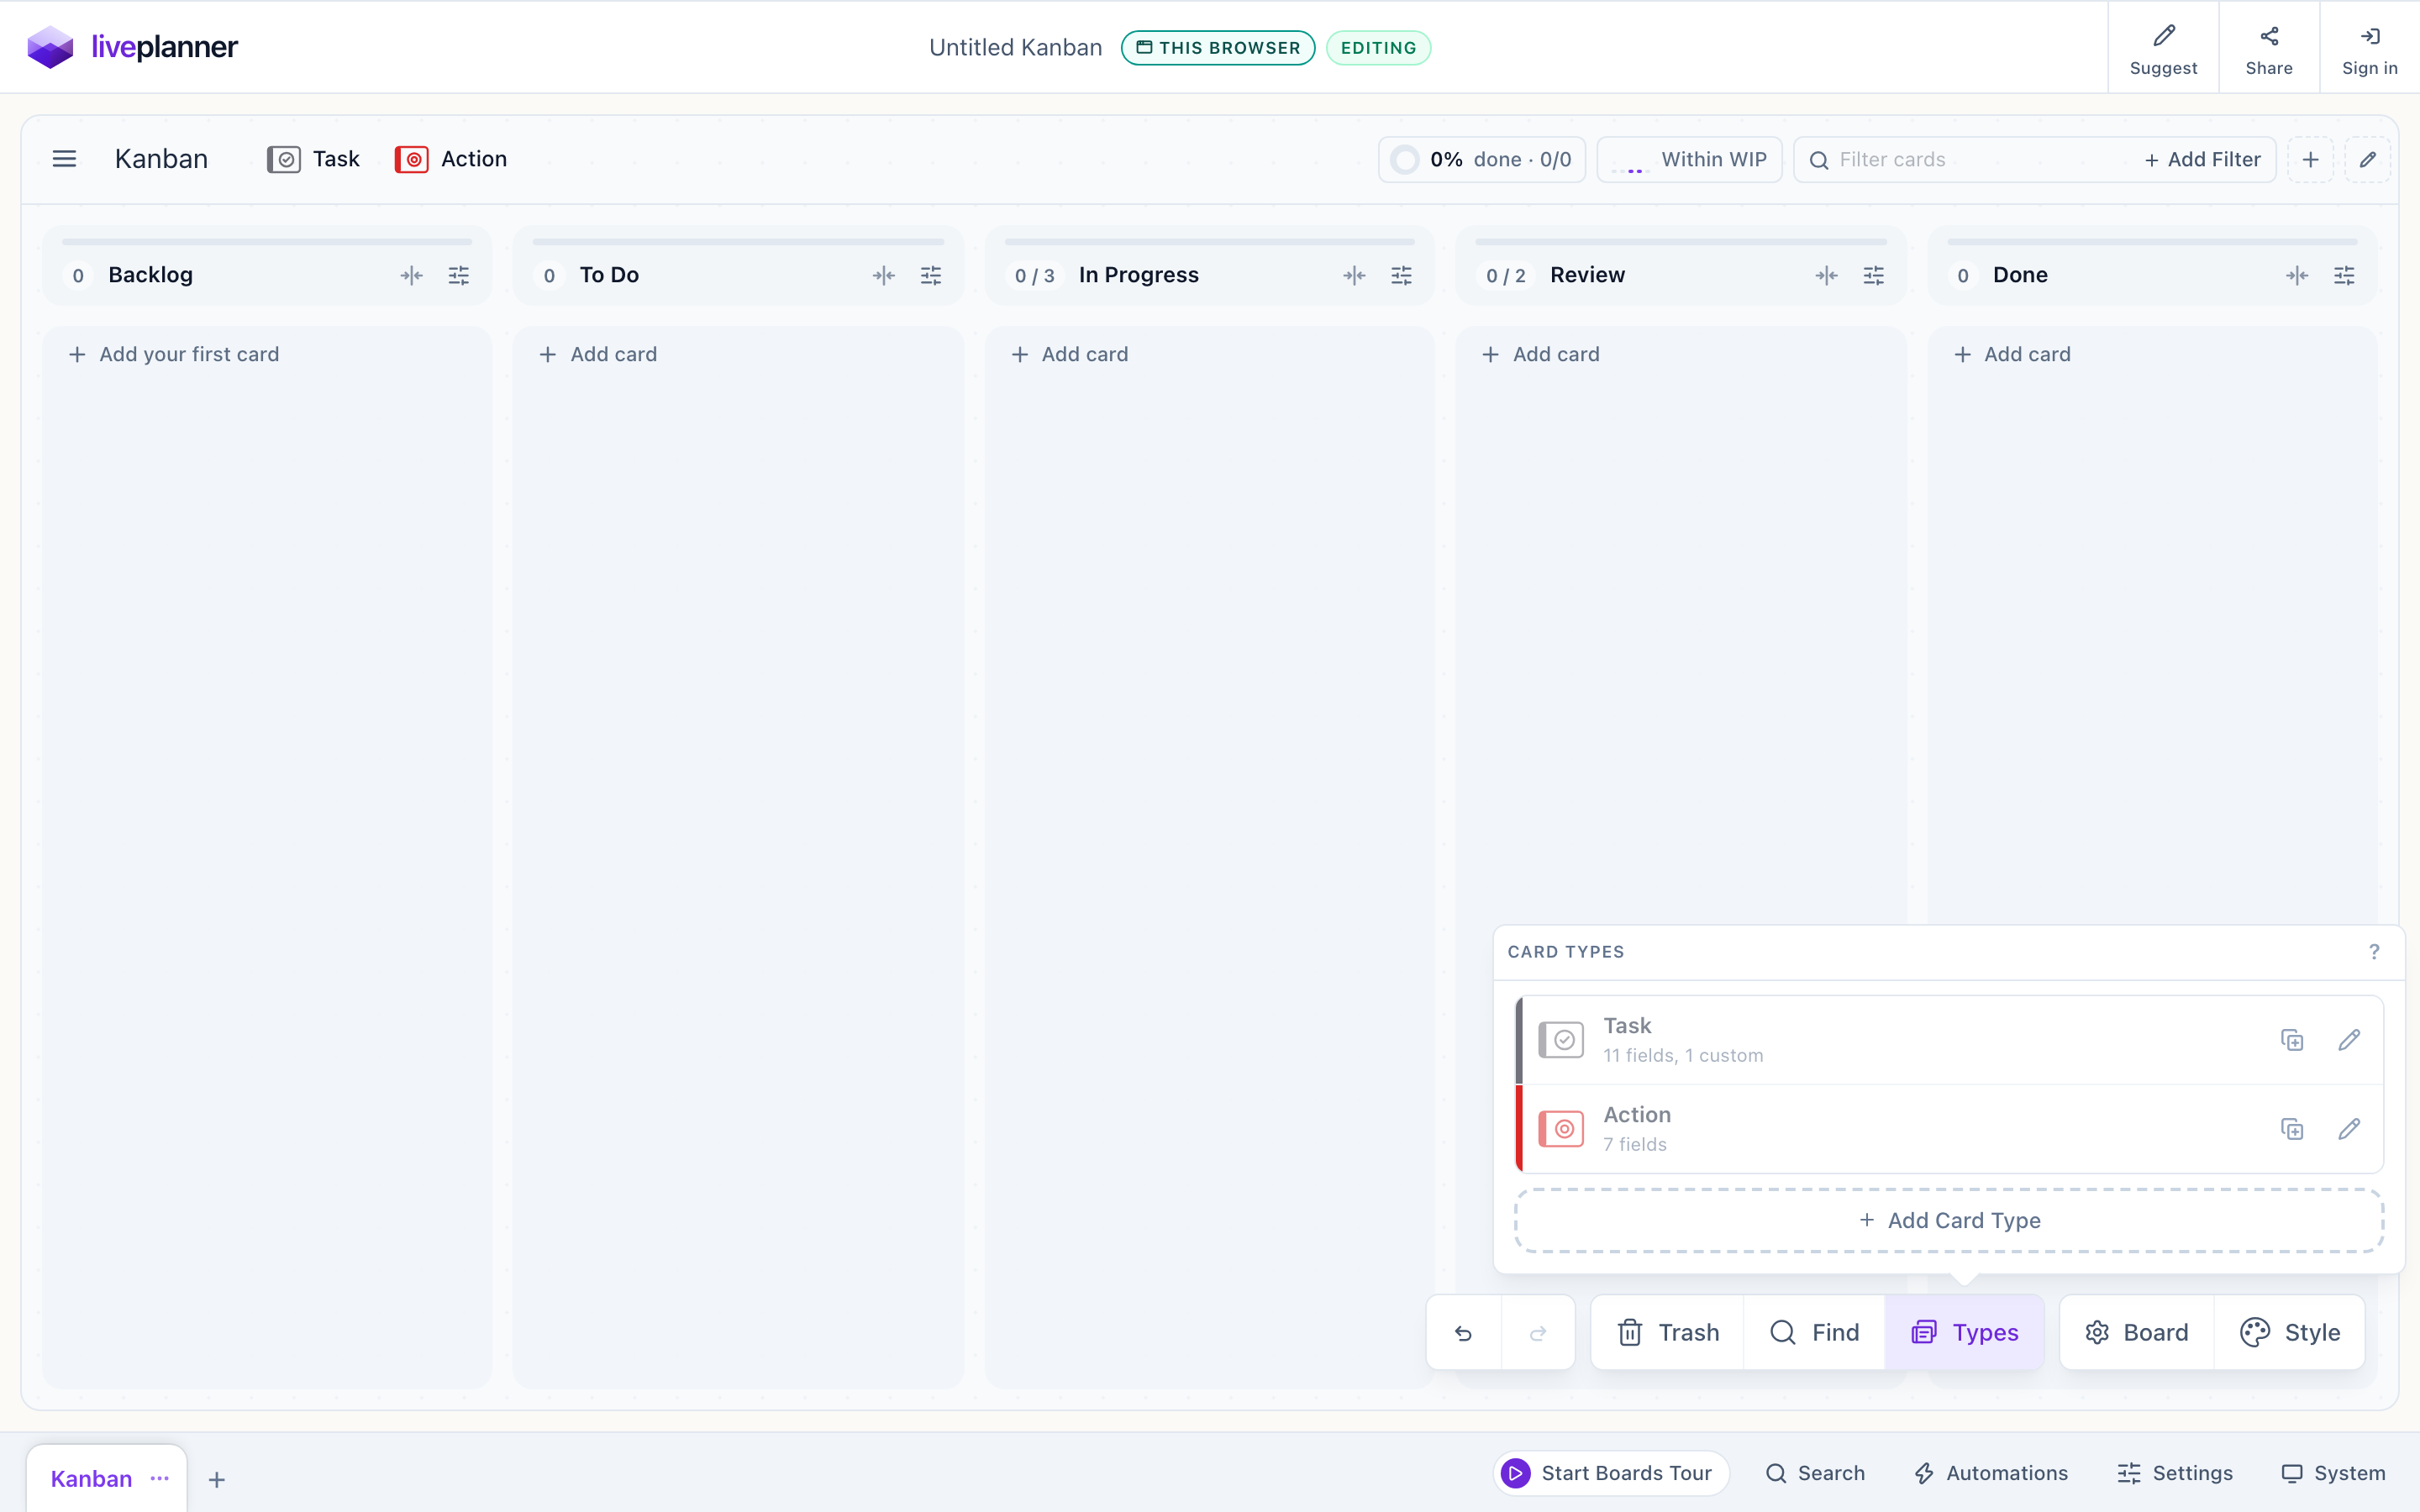 liveplanner
Untitled Kanban
THIS BROWSER
EDITING
Suggest
Share
Sign in
Kanban
Task
Action
0% done · 0/0
Within WIP
Filter cards
+ Add Filter
0 Backlog
0 To Do
0 / 3 In Progress
0 / 2 Review
0 Done
+ Add your first card
+ Add card
+ Add card
+ Add card
+ Add card
CARD TYPES
?
Task
11 fields, 1 custom
Action
7 fields
+ Add Card Type
Trash
Find
Types
Board
Style
Kanban
Start Boards Tour
Search
Automations
Settings
System